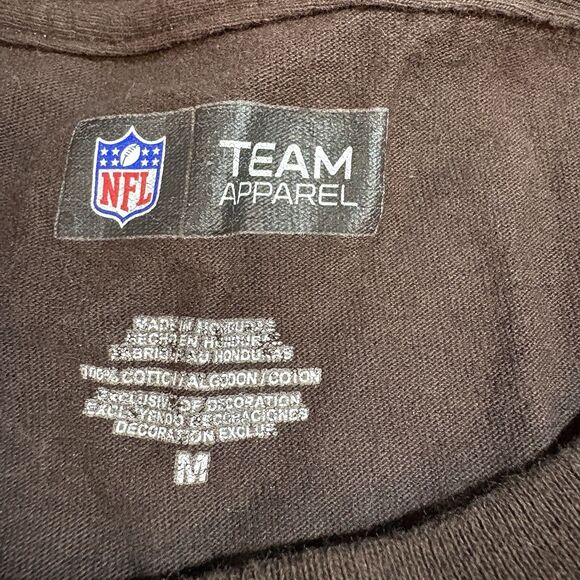 NFL
TEAM
APPAREL
MADE IN HONDURAS
HECHO EN HONDURAS
FABRIQUE AU HONDURAS
100% COTTON/ALGODON/COTON
EXCLUSIVE OF DECORATION
EXCLUYENDO DECORACIONES
DECORATION EXCLUE
M